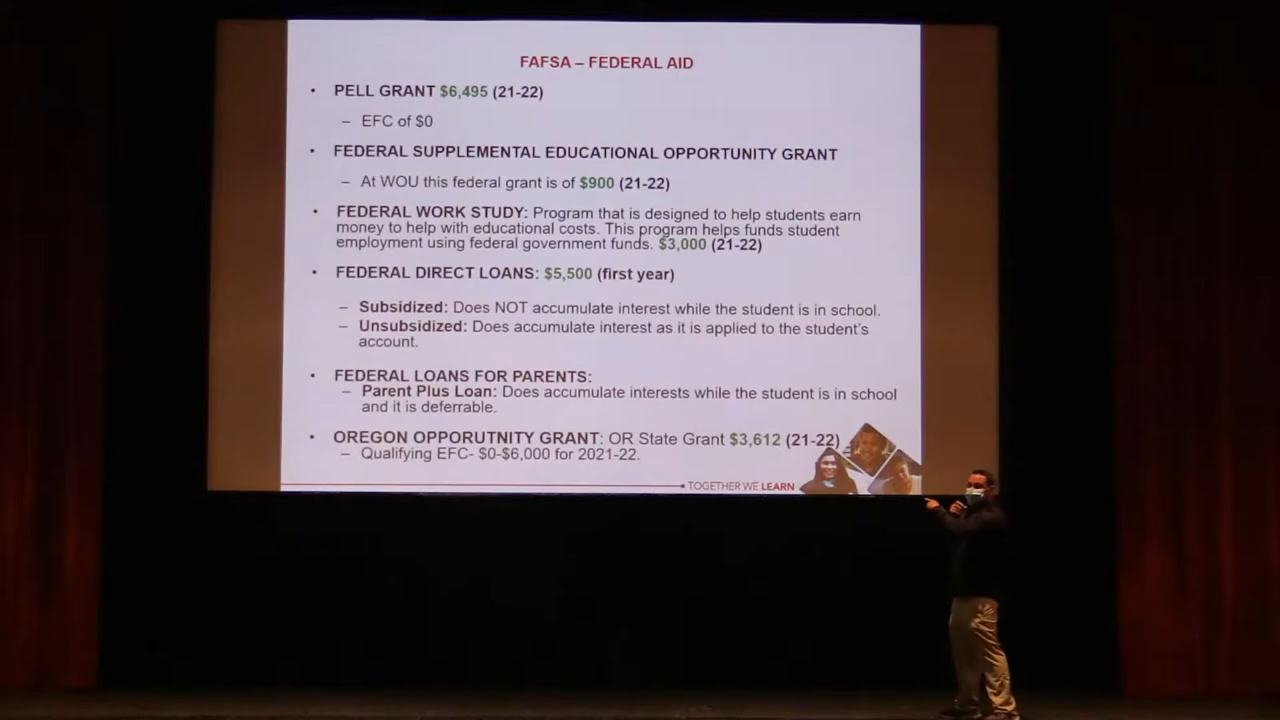 FAFSA – FEDERAL AID
• PELL GRANT $6,495 (21-22)
– EFC of $0
• FEDERAL SUPPLEMENTAL EDUCATIONAL OPPORTUNITY GRANT
– At WOU this federal grant is of $900 (21-22)
• FEDERAL WORK STUDY: Program that is designed to help students earn
money to help with educational costs. This program helps funds student
employment using federal government funds. $3,000 (21-22)
• FEDERAL DIRECT LOANS: $5,500 (first year)
– Subsidized: Does NOT accumulate interest while the student is in school.
– Unsubsidized: Does accumulate interest as it is applied to the student's
account.
• FEDERAL LOANS FOR PARENTS:
– Parent Plus Loan: Does accumulate interests while the student is in school
and it is deferrable.
• OREGON OPPORUTNITY GRANT: OR State Grant $3,612 (21-22)
– Qualifying EFC- $0-$6,000 for 2021-22.
TOGETHER WE LEARN